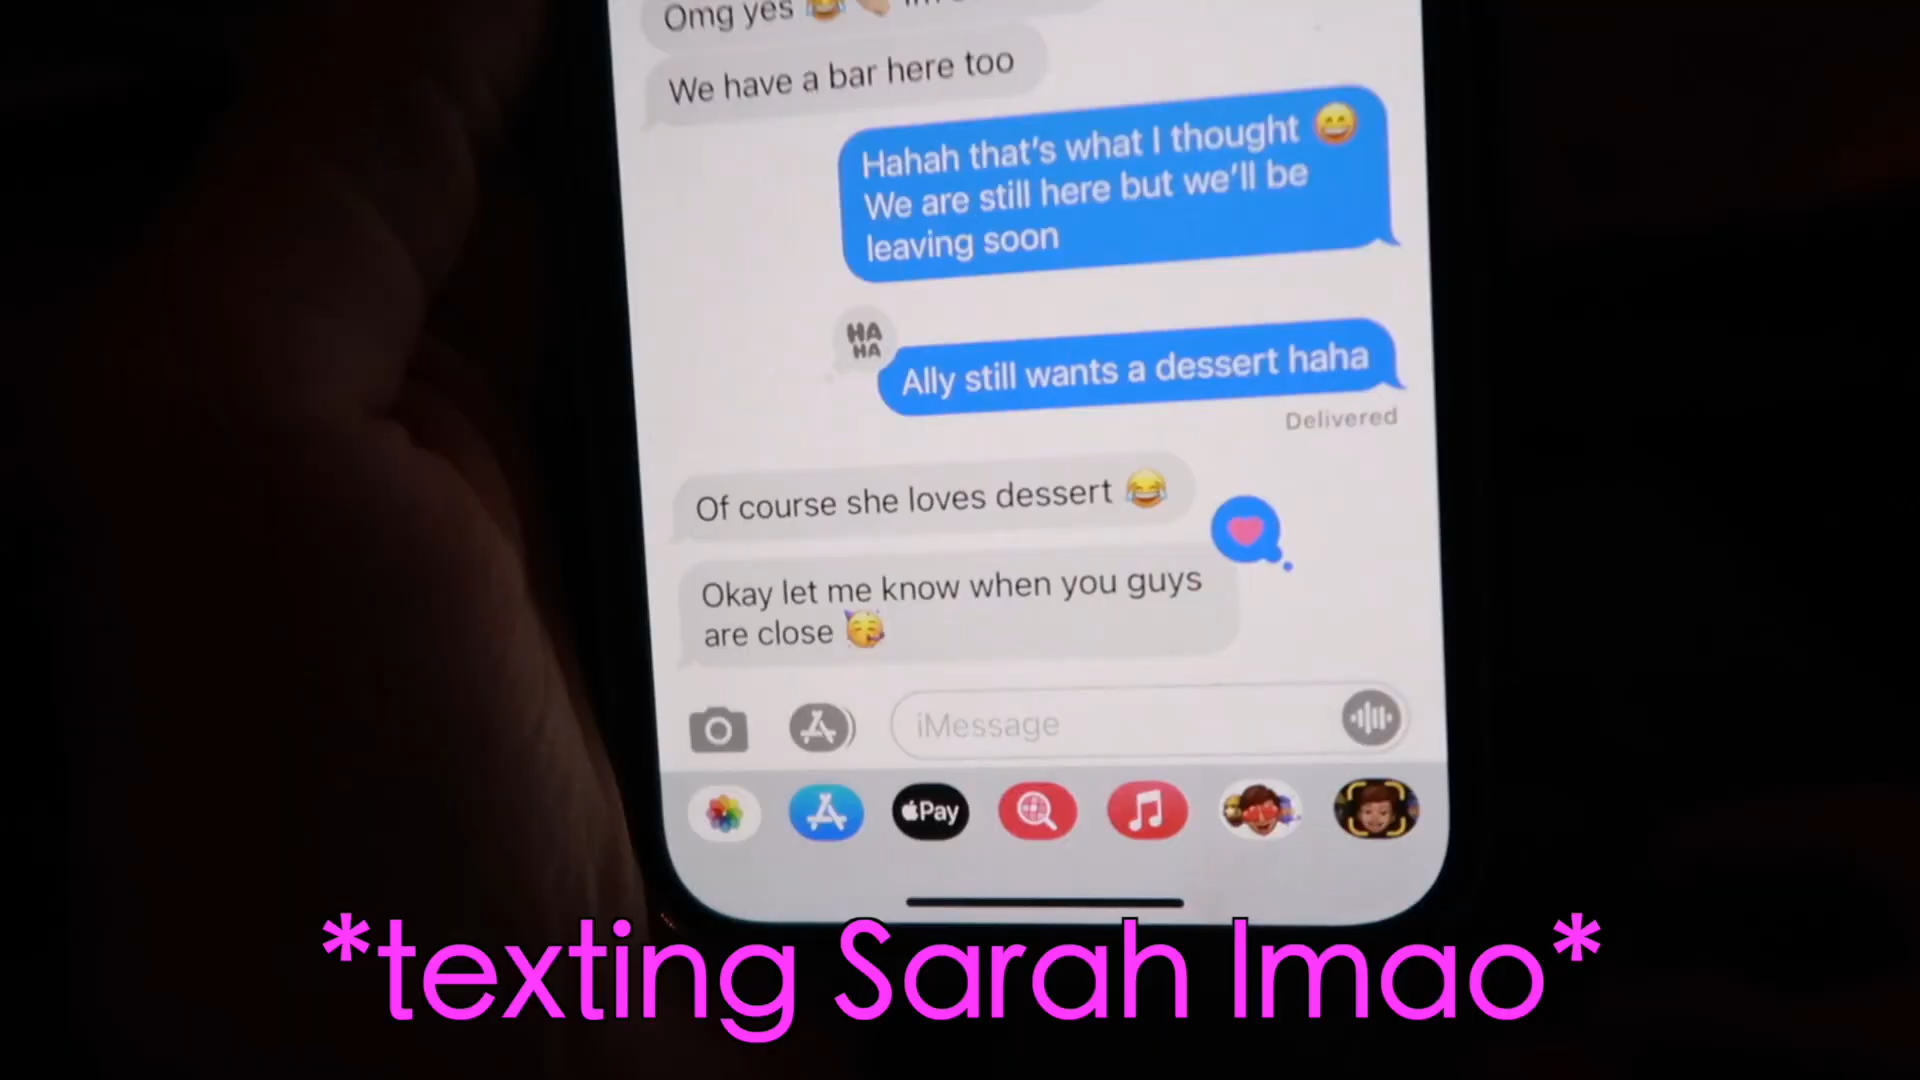 Omg yes 😂
We have a bar here too
Hahah that's what I thought 😄
We are still here but we'll be
leaving soon
HA
HA
Ally still wants a dessert haha
Delivered
Of course she loves dessert 😂
Okay let me know when you guys
are close 🥳
iMessage
Pay
*texting Sarah lmao*